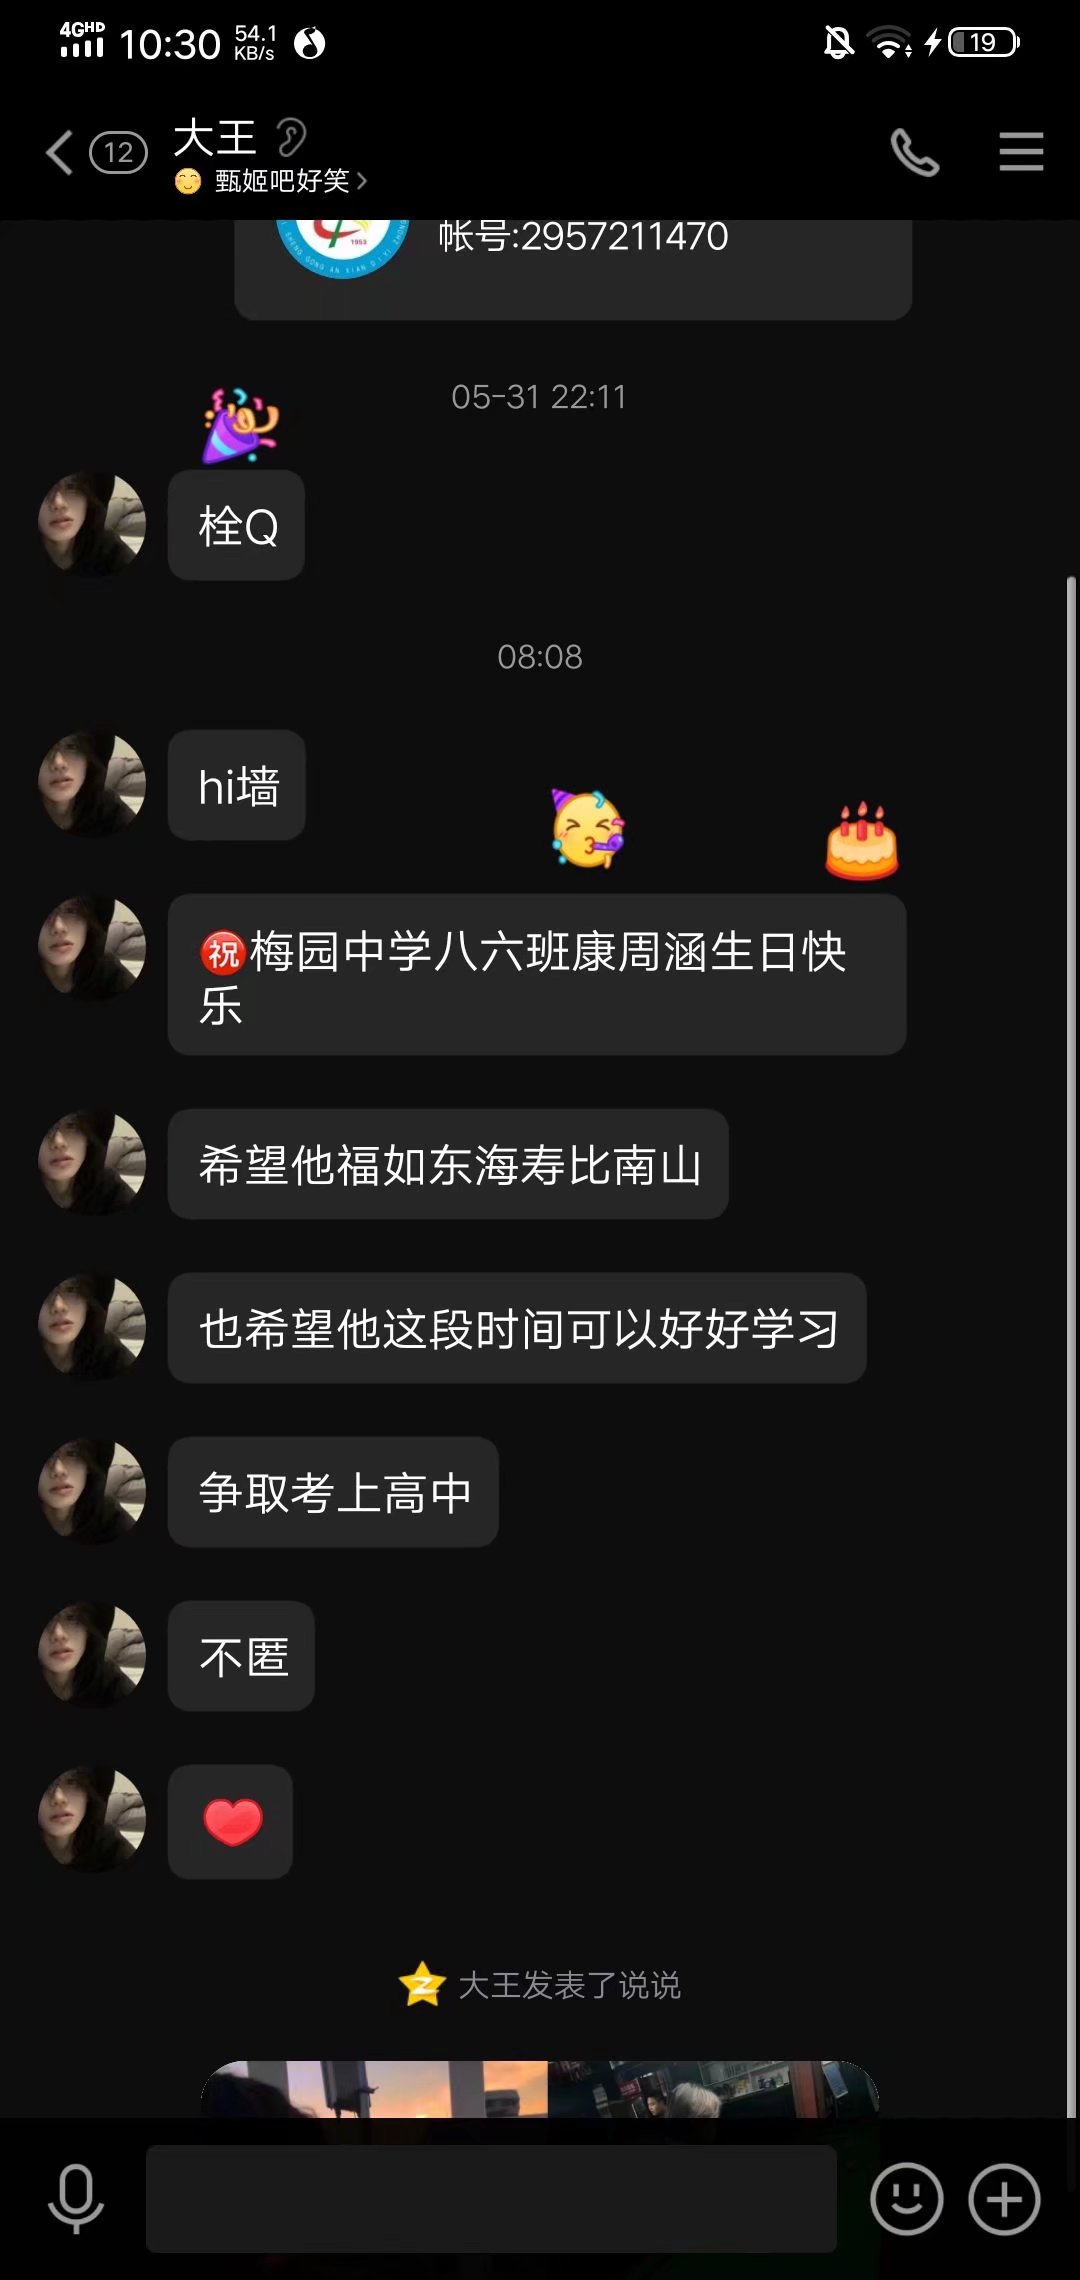 4GHD 10:30 54.1 KB/s 19
12 大王
甄姬吧好笑
1953
帐号:2957211470
05-31 22:11
栓Q
08:08
hi墙
㊗️梅园中学八六班康周涵生日快
乐
希望他福如东海寿比南山
也希望他这段时间可以好好学习
争取考上高中
不匿
大王发表了说说